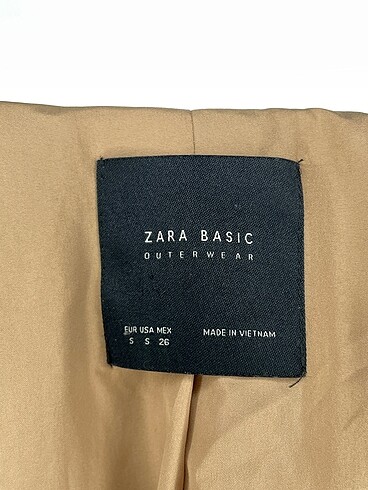 ZARA BASIC
OUTERWEAR
EUR USA MEX
S S 26
MADE IN VIETNAM